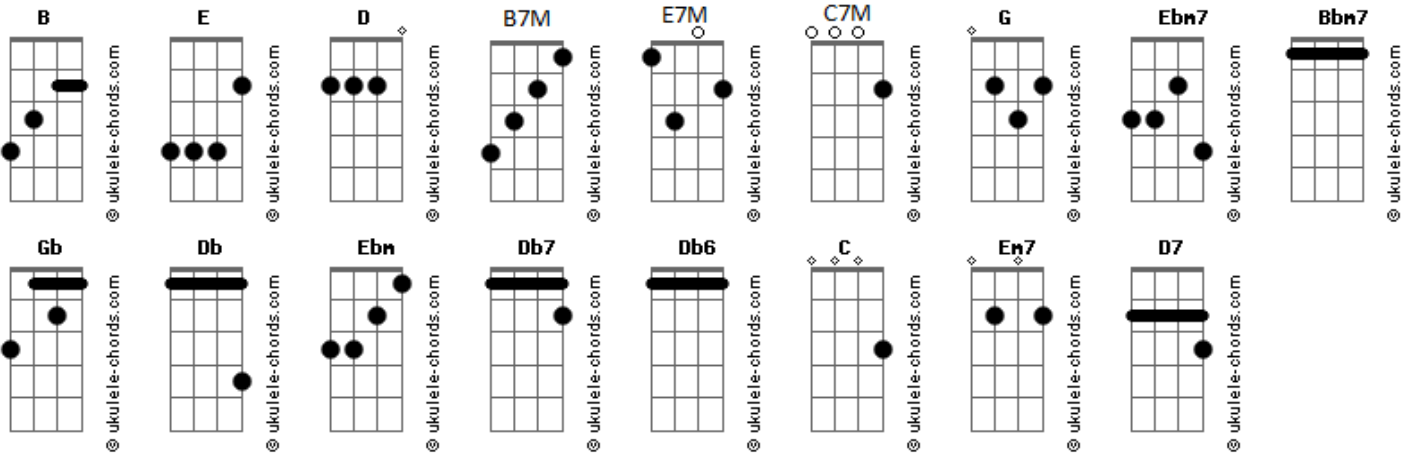 B E D B7M E7M C7M G Ebm7 Bbm7
© ukulele-chords.com © ukulele-chords.com © ukulele-chords.com © ukulele-chords.com © ukulele-chords.com © ukulele-chords.com © ukulele-chords.com © ukulele-chords.com © ukulele-chords.com
Gb Db Ebm Db7 Db6 C Em7 D7
© ukulele-chords.com © ukulele-chords.com © ukulele-chords.com © ukulele-chords.com © ukulele-chords.com © ukulele-chords.com © ukulele-chords.com © ukulele-chords.com